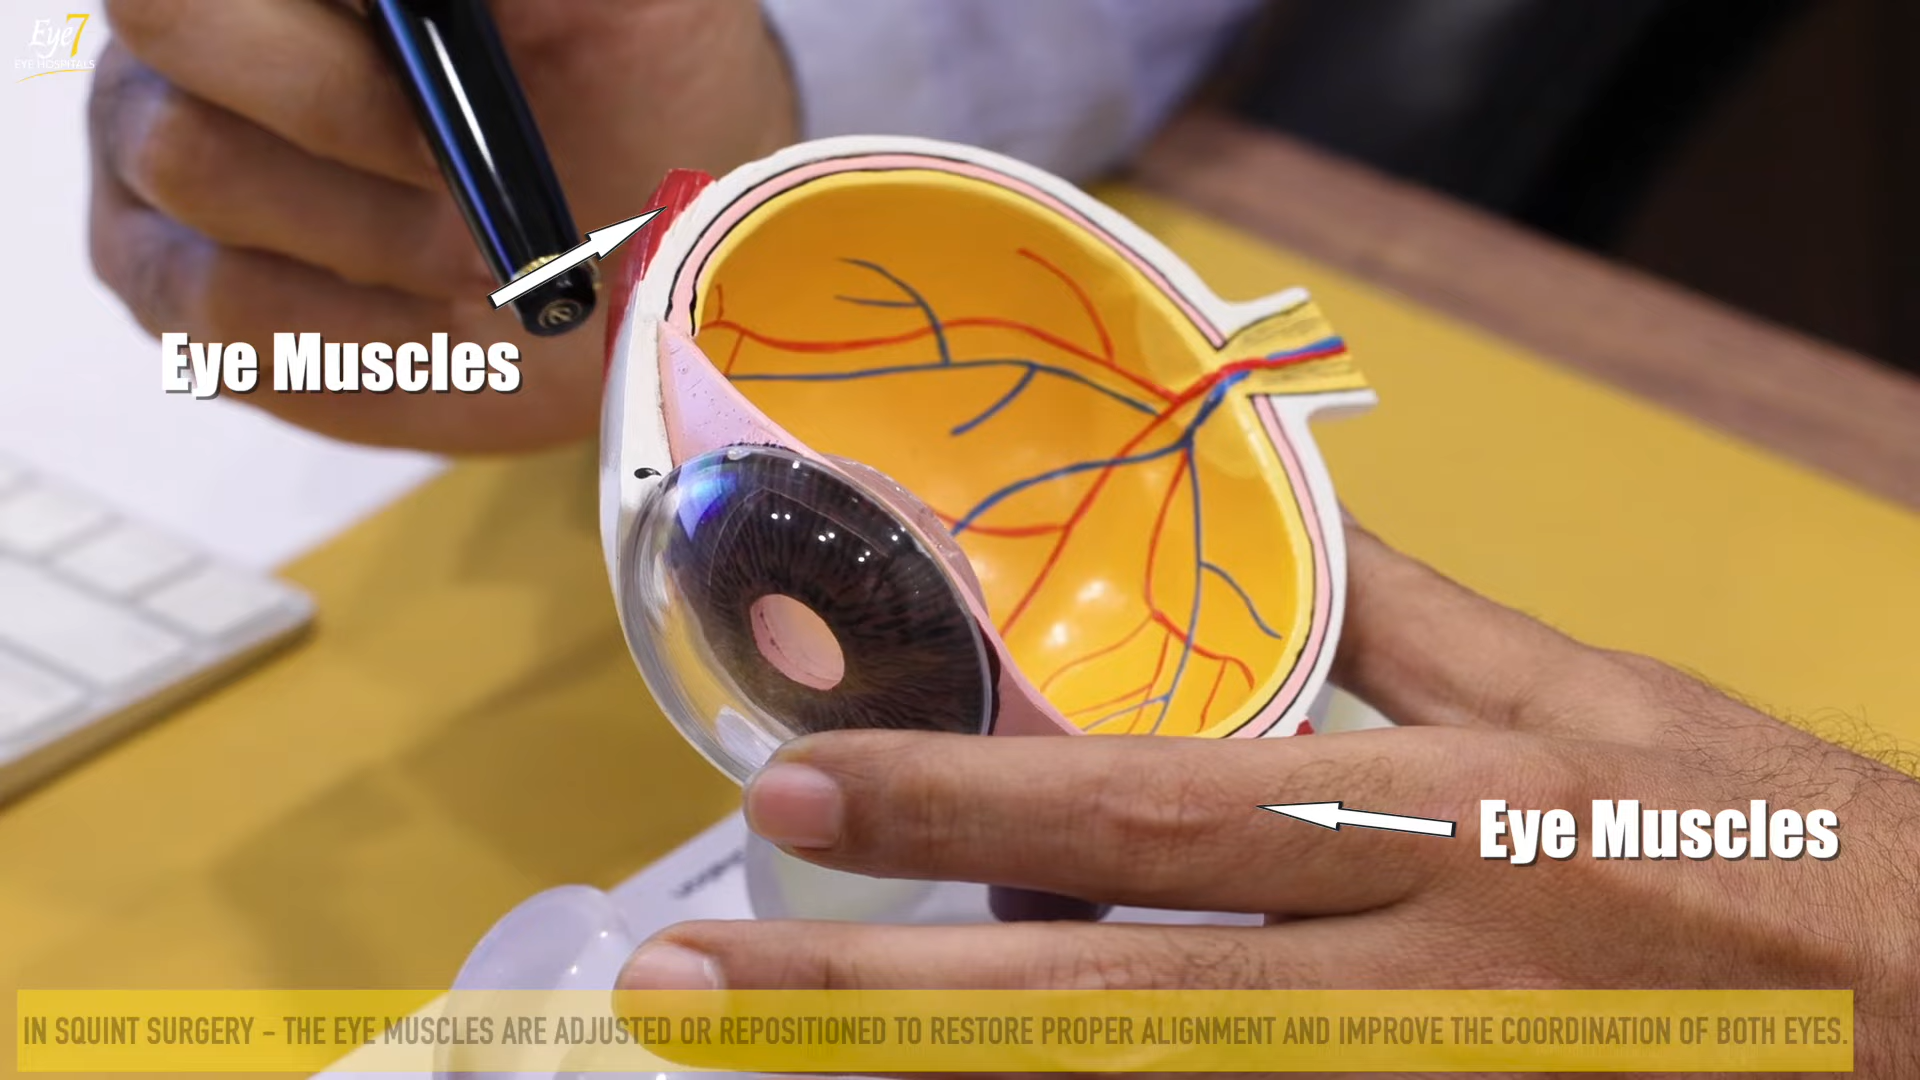 Eye7
EYE HOSPITALS
Eye Muscles
Eye Muscles
IN SQUINT SURGERY – THE EYE MUSCLES ARE ADJUSTED OR REPOSITIONED TO RESTORE PROPER ALIGNMENT AND IMPROVE THE COORDINATION OF BOTH EYES.